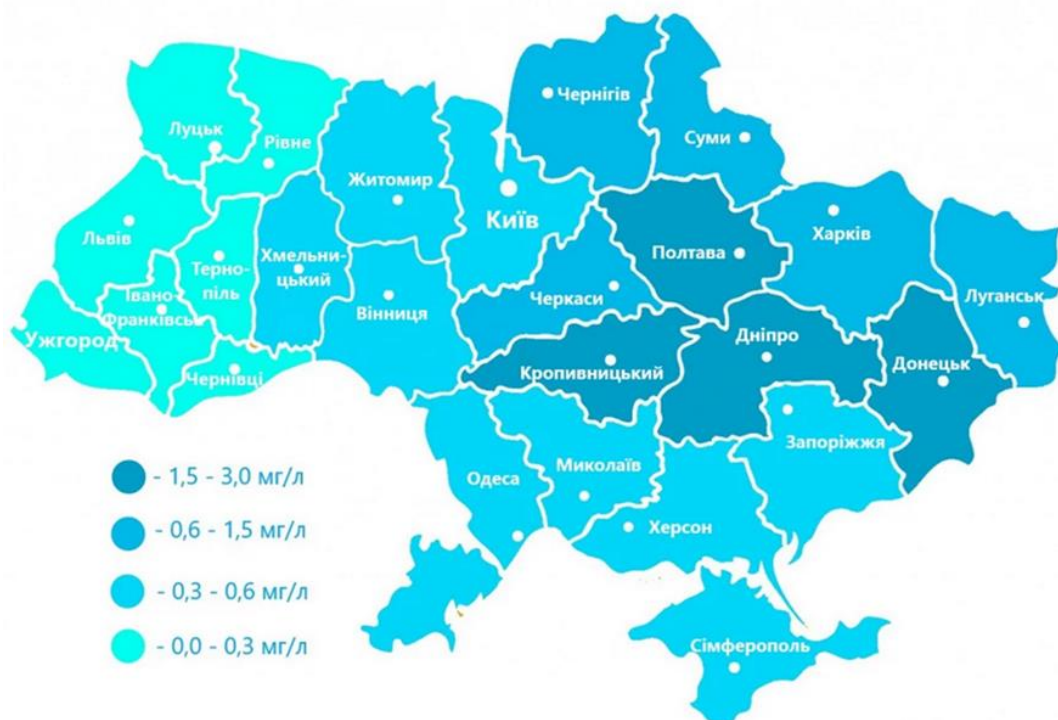 Чернігів
Луцьк
Рівне
Суми
Житомир
Київ
Львів
Харків
Терно-
піль
Хмельни-
цький
Полтава
Івано-
Франківськ
Вінниця
Черкаси
Луганськ
Ужгород
Чернівці
Дніпро
Кропивницький
Донецьк
Запоріжжя
Одеса
Миколаїв
Херсон
Сімферополь
- 1,5 - 3,0 мг/л
- 0,6 - 1,5 мг/л
- 0,3 - 0,6 мг/л
- 0,0 - 0,3 мг/л